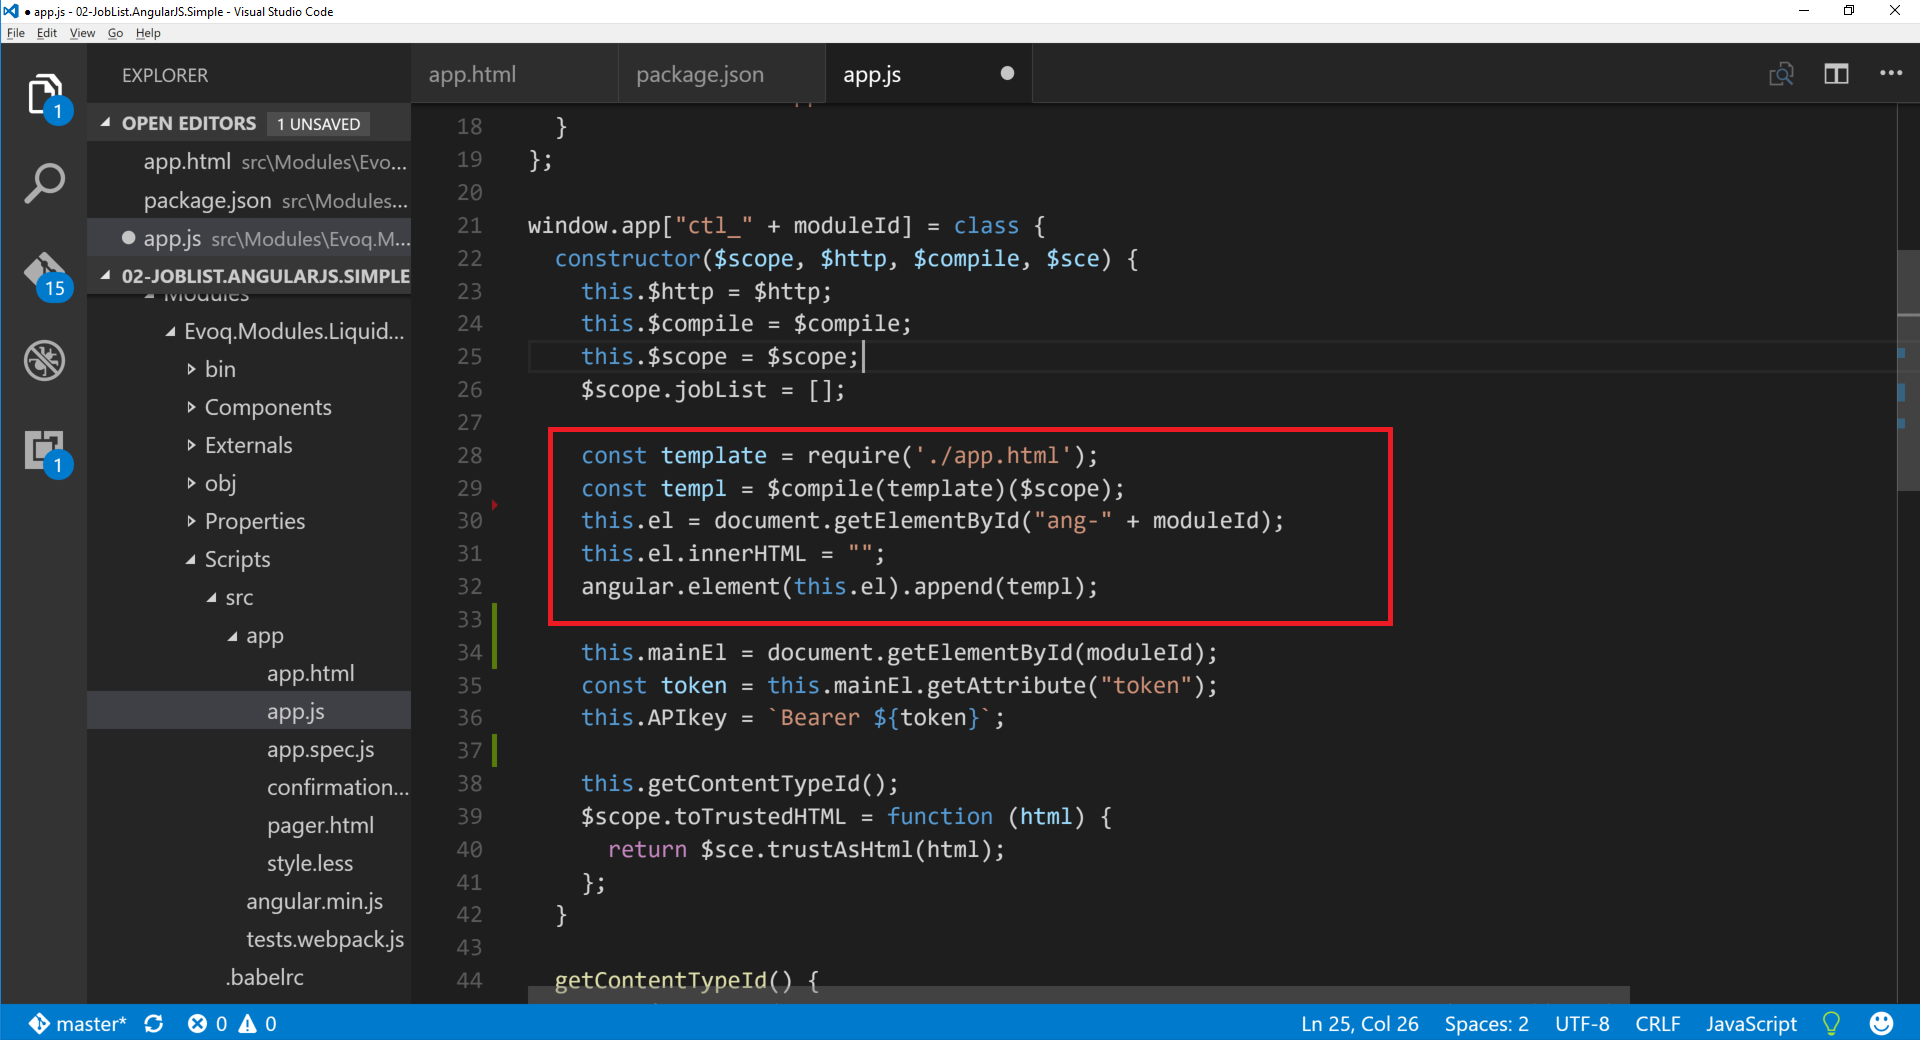 ● app.js - 02-JobList.AngularJS.Simple - Visual Studio Code
File Edit View Go Help
EXPLORER
OPEN EDITORS 1 UNSAVED
app.html src\Modules\Evo...
package.json src\Modules...
app.js src\Modules\Evoq.M...
02-JOBLIST.ANGULARJS.SIMPLE
Modules
Evoq.Modules.Liquid...
bin
Components
Externals
obj
Properties
Scripts
src
app
app.html
app.js
app.spec.js
confirmation...
pager.html
style.less
angular.min.js
tests.webpack.js
.babelrc
1
15
1
app.html package.json app.js
18 }
19 };
20
21 window.app["ctl_" + moduleId] = class {
22 constructor($scope, $http, $compile, $sce) {
23 this.$http = $http;
24 this.$compile = $compile;
25 this.$scope = $scope;
26 $scope.jobList = [];
27
28 const template = require('./app.html');
29 const templ = $compile(template)($scope);
30 this.el = document.getElementById("ang-" + moduleId);
31 this.el.innerHTML = "";
32 angular.element(this.el).append(templ);
33
34 this.mainEl = document.getElementById(moduleId);
35 const token = this.mainEl.getAttribute("token");
36 this.APIkey = `Bearer ${token}`;
37
38 this.getContentTypeId();
39 $scope.toTrustedHTML = function (html) {
40 return $sce.trustAsHtml(html);
41 };
42 }
43
44 getContentTypeId() {
master* 0 0 Ln 25, Col 26 Spaces: 2 UTF-8 CRLF JavaScript